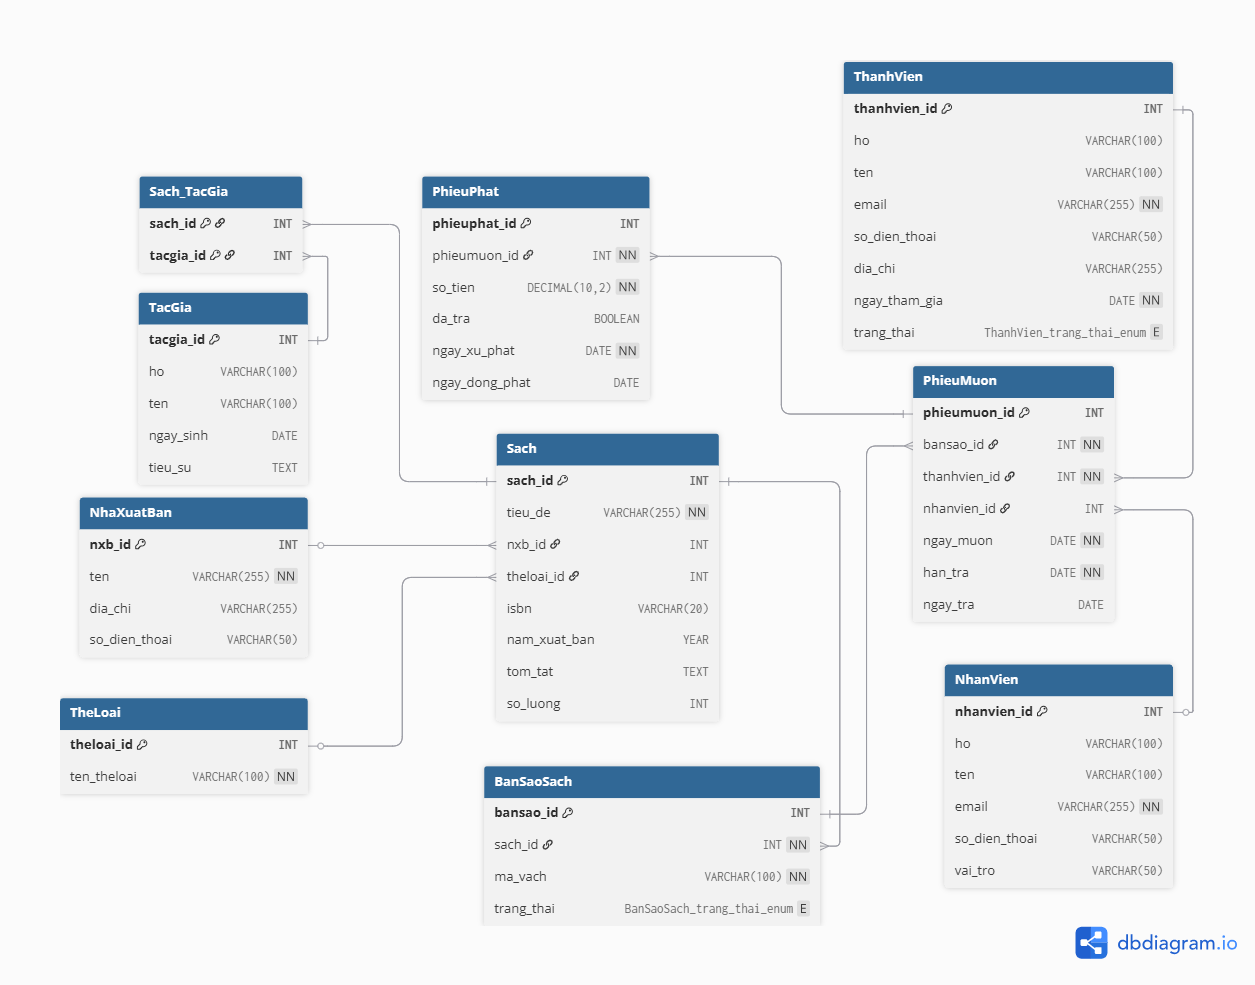 ThanhVien
thanhvien_id INT
ho VARCHAR(100)
ten VARCHAR(100)
email VARCHAR(255) NN
so_dien_thoai VARCHAR(50)
dia_chi VARCHAR(255)
ngay_tham_gia DATE NN
trang_thai ThanhVien_trang_thai_enum E
Sach_TacGia
sach_id INT
tacgia_id INT
PhieuPhat
phieuphat_id INT
phieumuon_id INT NN
so_tien DECIMAL(10,2) NN
da_tra BOOLEAN
ngay_xu_phat DATE NN
ngay_dong_phat DATE
TacGia
tacgia_id INT
ho VARCHAR(100)
ten VARCHAR(100)
ngay_sinh DATE
tieu_su TEXT
PhieuMuon
phieumuon_id INT
bansao_id INT NN
thanhvien_id INT NN
nhanvien_id INT
ngay_muon DATE NN
han_tra DATE NN
ngay_tra DATE
Sach
sach_id INT
tieu_de VARCHAR(255) NN
nxb_id INT
theloai_id INT
isbn VARCHAR(20)
nam_xuat_ban YEAR
tom_tat TEXT
so_luong INT
NhaXuatBan
nxb_id INT
ten VARCHAR(255) NN
dia_chi VARCHAR(255)
so_dien_thoai VARCHAR(50)
TheLoai
theloai_id INT
ten_theloai VARCHAR(100) NN
NhanVien
nhanvien_id INT
ho VARCHAR(100)
ten VARCHAR(100)
email VARCHAR(255) NN
so_dien_thoai VARCHAR(50)
vai_tro VARCHAR(50)
BanSaoSach
bansao_id INT
sach_id INT NN
ma_vach VARCHAR(100) NN
trang_thai BanSaoSach_trang_thai_enum E
dbdiagram.io